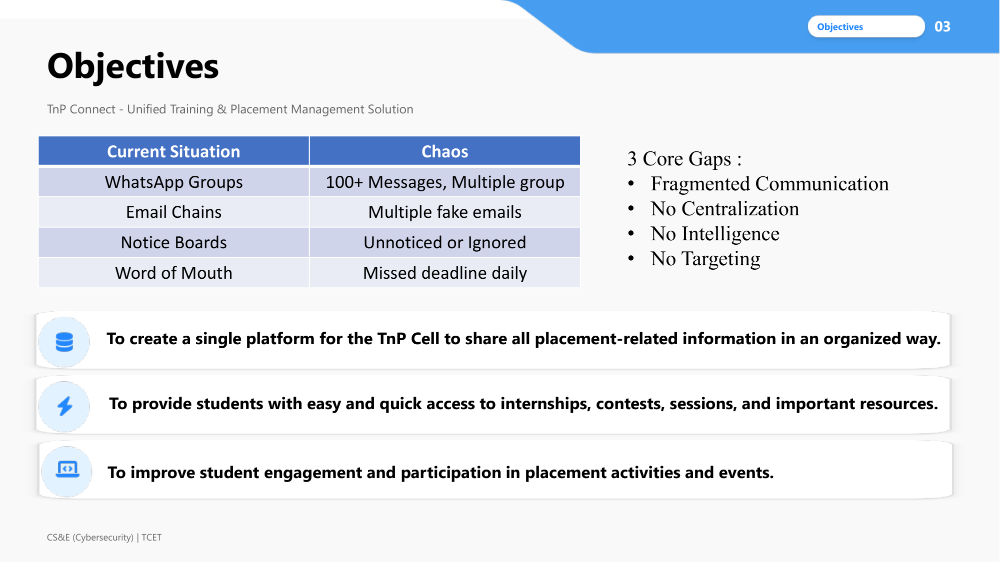 Objectives
03
Objectives
TnP Connect - Unified Training & Placement Management Solution
Current Situation
Chaos
WhatsApp Groups
100+ Messages, Multiple group
Email Chains
Multiple fake emails
Notice Boards
Unnoticed or Ignored
Word of Mouth
Missed deadline daily
3 Core Gaps :
• Fragmented Communication
• No Centralization
• No Intelligence
• No Targeting
To create a single platform for the TnP Cell to share all placement-related information in an organized way.
To provide students with easy and quick access to internships, contests, sessions, and important resources.
To improve student engagement and participation in placement activities and events.
CS&E (Cybersecurity) | TCET